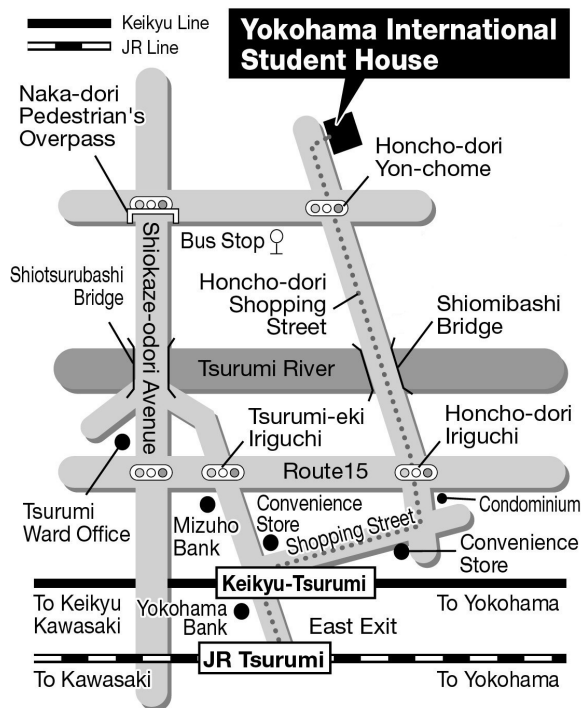 Keikyu Line
JR Line
Yokohama International
Student House
Naka-dori
Pedestrian's
Overpass
Honcho-dori
Yon-chome
Bus Stop
Shiokaze-odori Avenue
Shiotsurubashi
Bridge
Honcho-dori
Shopping
Street
Shiomibashi
Bridge
Tsurumi River
Tsurumi-eki
Iriguchi
Honcho-dori
Iriguchi
Route15
Tsurumi
Ward Office
Mizuho
Bank
Convenience
Store
Shopping Street
Condominium
Convenience
Store
Keikyu-Tsurumi
To Keikyu
Kawasaki
Yokohama
Bank
East Exit
To Yokohama
JR Tsurumi
To Kawasaki
To Yokohama